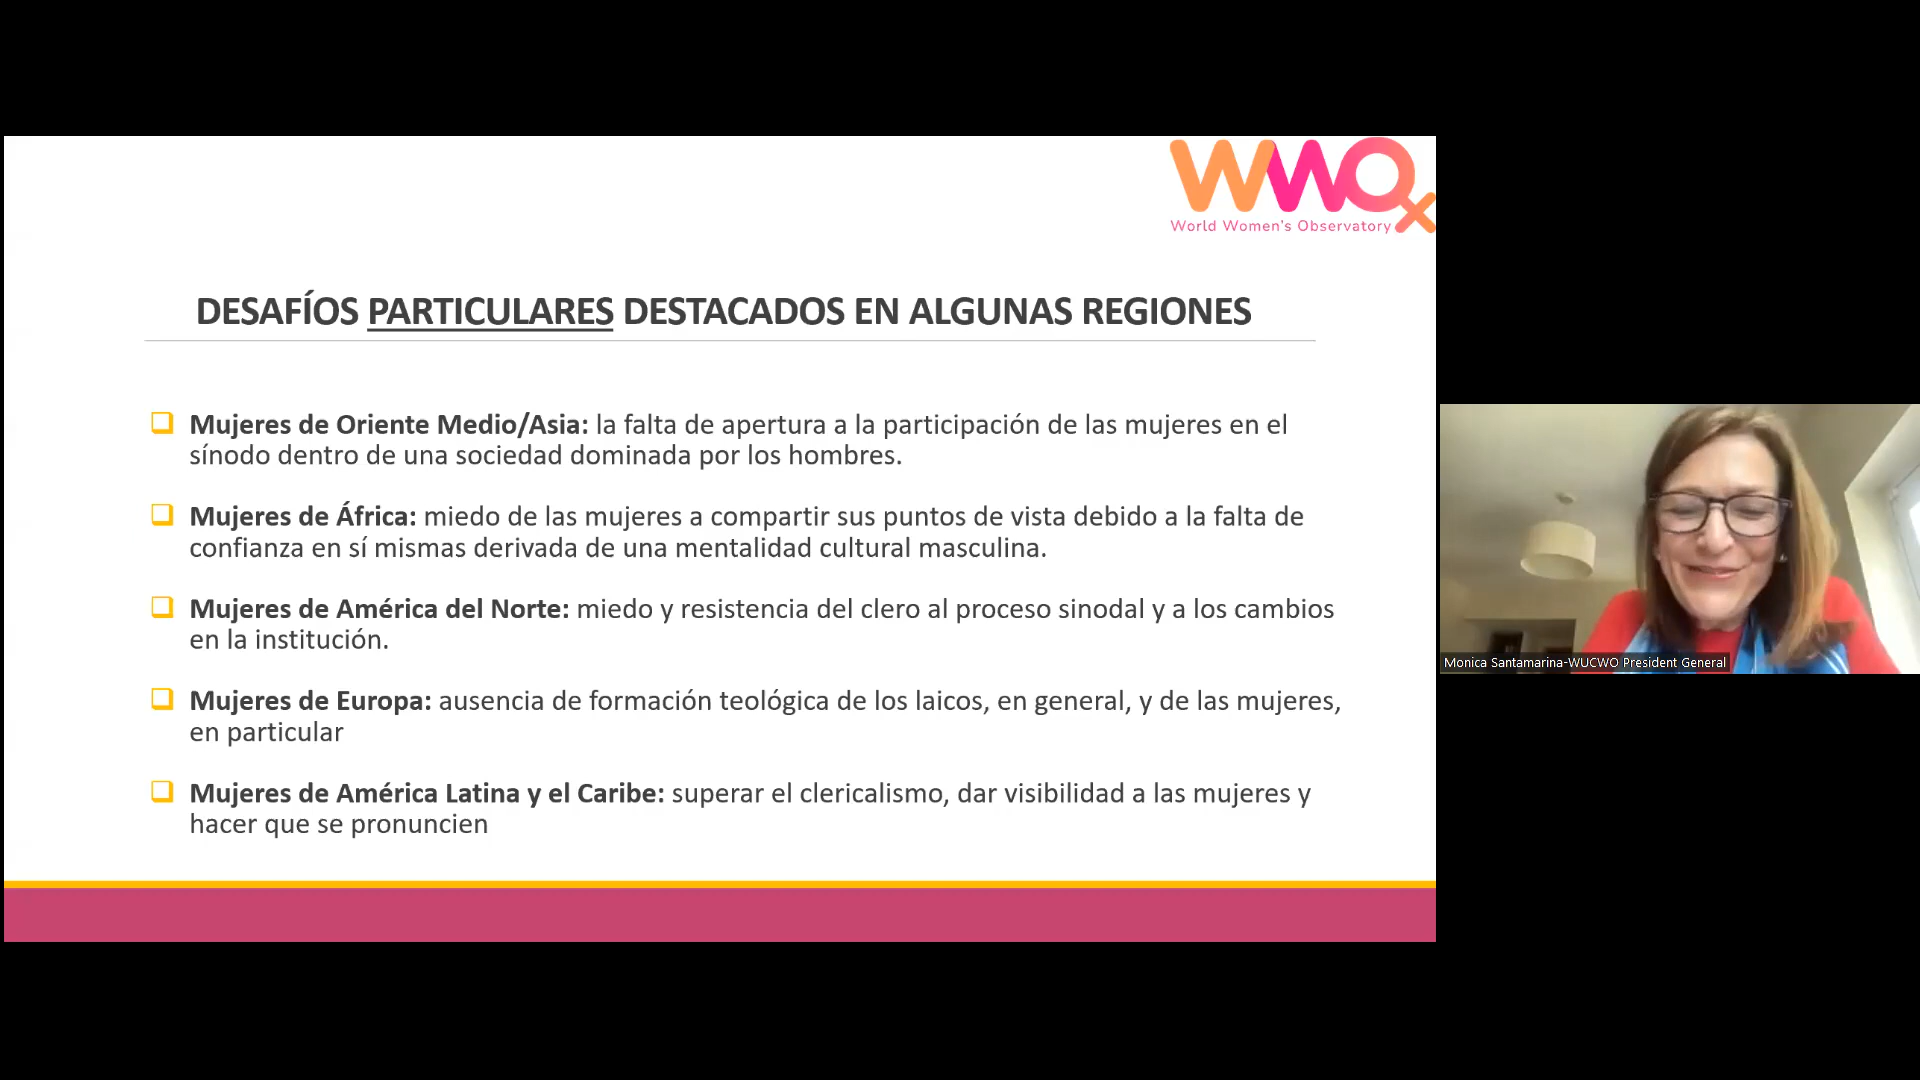 WWO
World Women's Observatory
DESAFÍOS PARTICULARES DESTACADOS EN ALGUNAS REGIONES
Mujeres de Oriente Medio/Asia: la falta de apertura a la participación de las mujeres en el
sínodo dentro de una sociedad dominada por los hombres.
Mujeres de África: miedo de las mujeres a compartir sus puntos de vista debido a la falta de
confianza en sí mismas derivada de una mentalidad cultural masculina.
Mujeres de América del Norte: miedo y resistencia del clero al proceso sinodal y a los cambios
en la institución.
Mujeres de Europa: ausencia de formación teológica de los laicos, en general, y de las mujeres,
en particular
Mujeres de América Latina y el Caribe: superar el clericalismo, dar visibilidad a las mujeres y
hacer que se pronuncien
Monica Santamarina-WUCWO President General